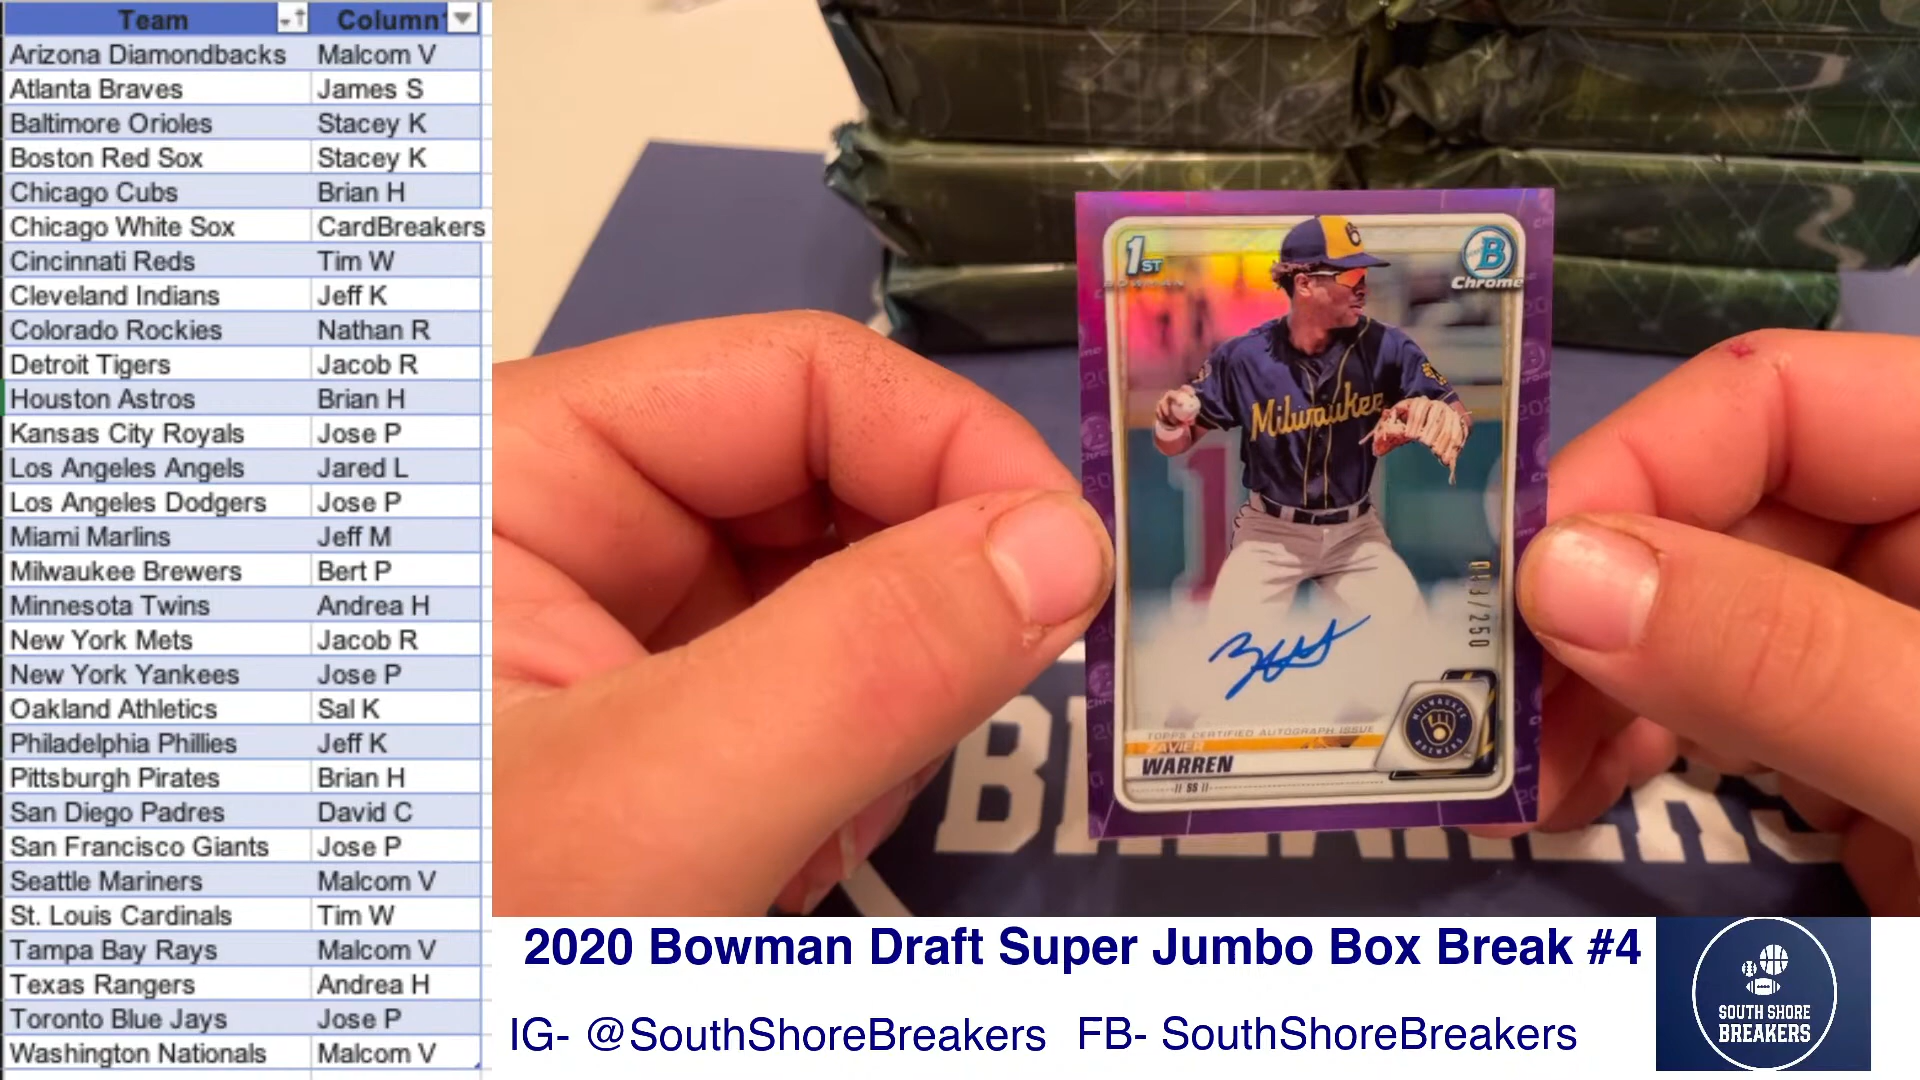 Team Column
Arizona Diamondbacks Malcom V
Atlanta Braves James S
Baltimore Orioles Stacey K
Boston Red Sox Stacey K
Chicago Cubs Brian H
Chicago White Sox CardBreakers
Cincinnati Reds Tim W
Cleveland Indians Jeff K
Colorado Rockies Nathan R
Detroit Tigers Jacob R
Houston Astros Brian H
Kansas City Royals Jose P
Los Angeles Angels Jared L
Los Angeles Dodgers Jose P
Miami Marlins Jeff M
Milwaukee Brewers Bert P
Minnesota Twins Andrea H
New York Mets Jacob R
New York Yankees Jose P
Oakland Athletics Sal K
Philadelphia Phillies Jeff K
Pittsburgh Pirates Brian H
San Diego Padres David C
San Francisco Giants Jose P
Seattle Mariners Malcom V
St. Louis Cardinals Tim W
Tampa Bay Rays Malcom V
Texas Rangers Andrea H
Toronto Blue Jays Jose P
Washington Nationals Malcom V
1ST
BOWMAN
B
Chrome
Milwaukee
/250
TOPPS CERTIFIED AUTOGRAPH ISSUE
ZAVIER
WARREN
// SS //
MILWAUKEE
BREWERS
2020 Bowman Draft Super Jumbo Box Break #4
IG- @SouthShoreBreakers FB- SouthShoreBreakers
SOUTH SHORE
BREAKERS